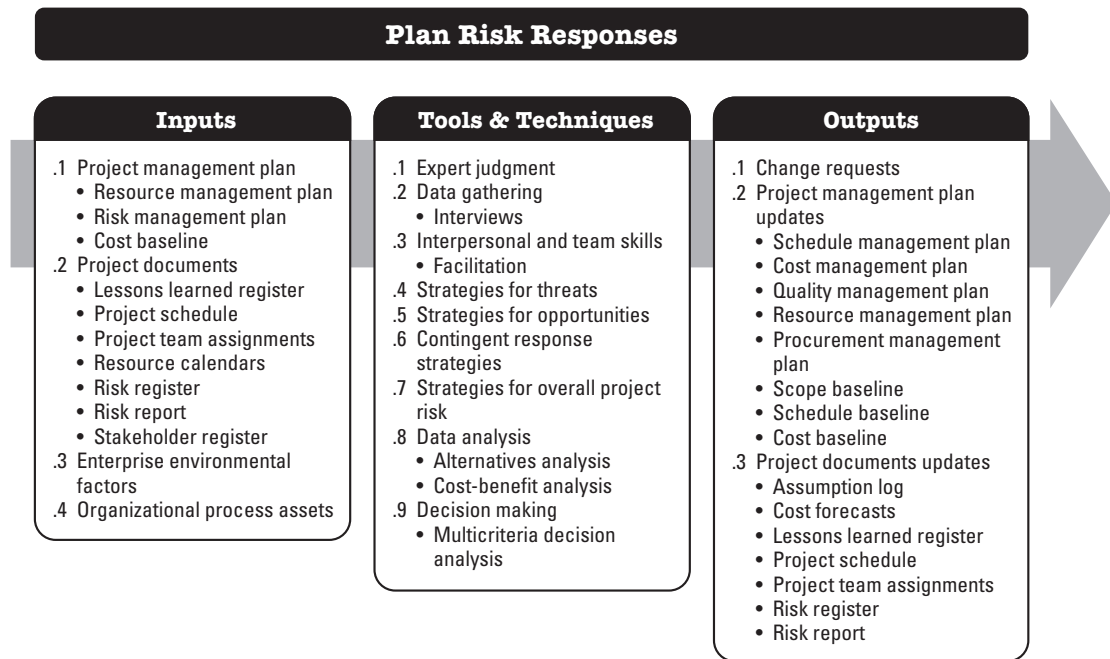 Plan Risk Responses
Inputs
.1 Project management plan
• Resource management plan
• Risk management plan
• Cost baseline
.2 Project documents
• Lessons learned register
• Project schedule
• Project team assignments
• Resource calendars
• Risk register
• Risk report
• Stakeholder register
.3 Enterprise environmental
factors
.4 Organizational process assets
Tools & Techniques
.1 Expert judgment
.2 Data gathering
• Interviews
.3 Interpersonal and team skills
• Facilitation
.4 Strategies for threats
.5 Strategies for opportunities
.6 Contingent response
strategies
.7 Strategies for overall project
risk
.8 Data analysis
• Alternatives analysis
• Cost-benefit analysis
.9 Decision making
• Multicriteria decision
analysis
Outputs
.1 Change requests
.2 Project management plan
updates
• Schedule management plan
• Cost management plan
• Quality management plan
• Resource management plan
• Procurement management
plan
• Scope baseline
• Schedule baseline
• Cost baseline
.3 Project documents updates
• Assumption log
• Cost forecasts
• Lessons learned register
• Project schedule
• Project team assignments
• Risk register
• Risk report